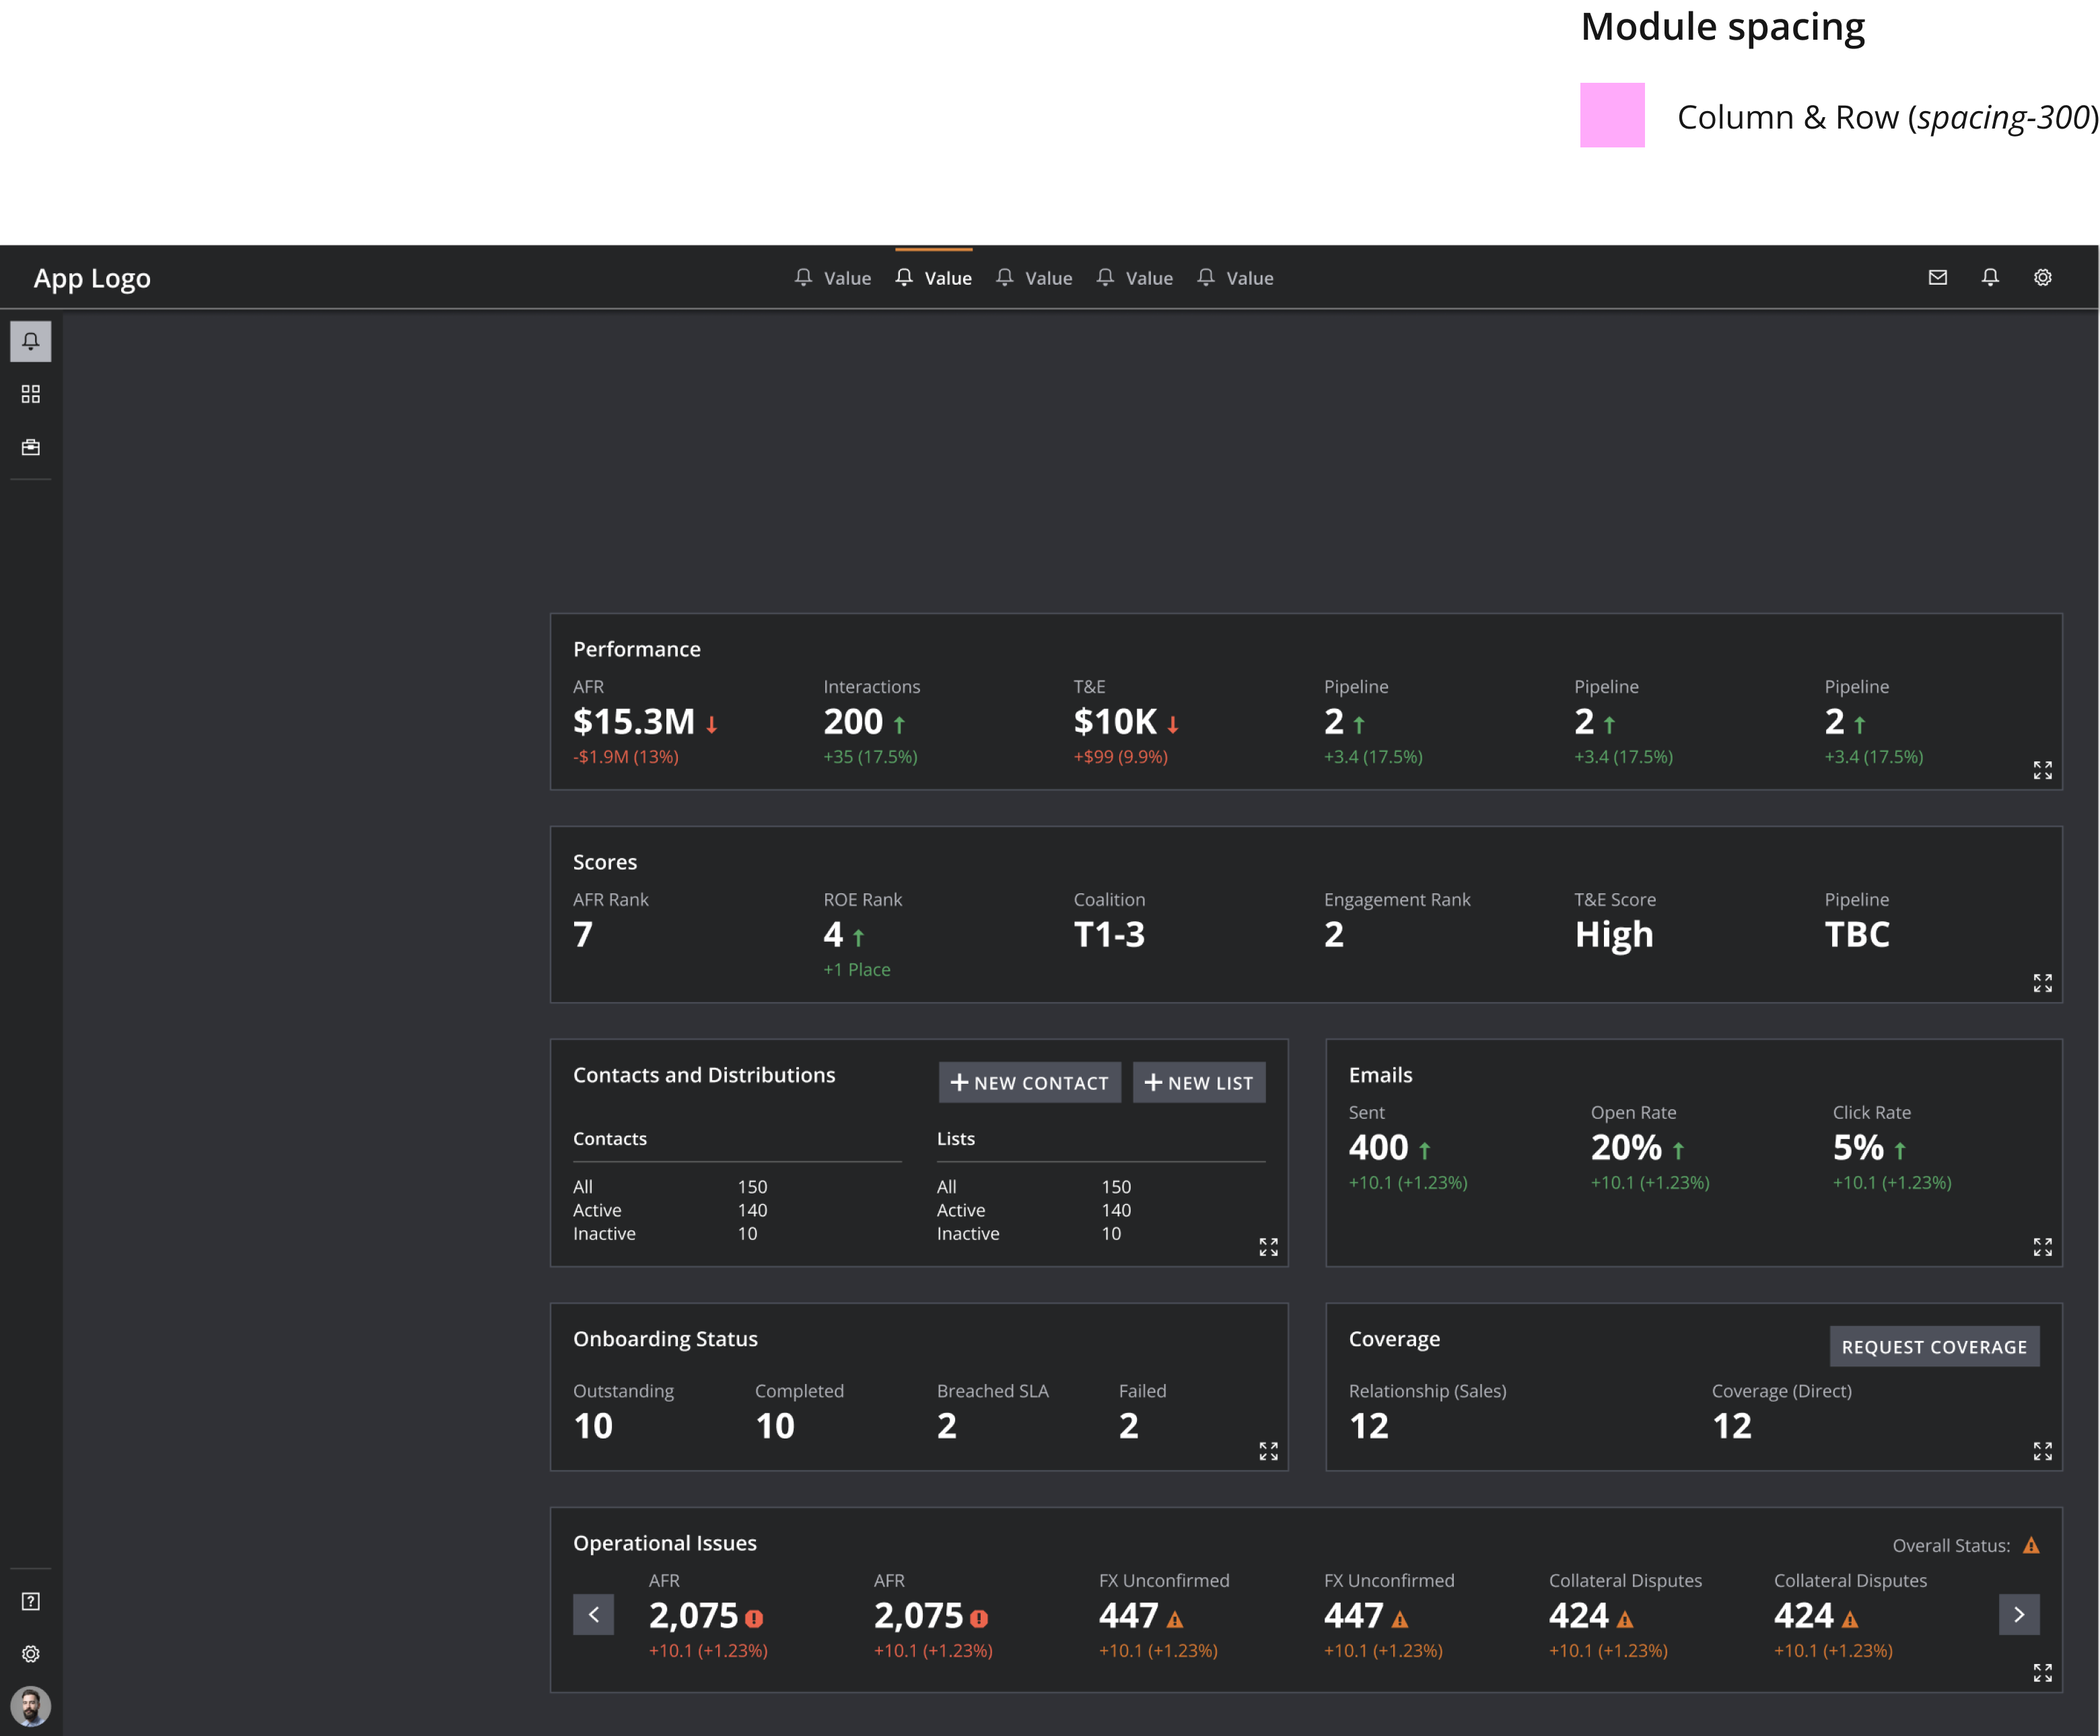 Module spacing
Column & Row (spacing-300)
App Logo
Value Value Value Value Value
Performance
AFR Interactions T&E Pipeline Pipeline Pipeline
$15.3M 200 $10K 2 2 2
-$1.9M (13%) +35 (17.5%) +$99 (9.9%) +3.4 (17.5%) +3.4 (17.5%) +3.4 (17.5%)
Scores
AFR Rank ROE Rank Coalition Engagement Rank T&E Score Pipeline
7 4 T1-3 2 High TBC
+1 Place
Contacts and Distributions NEW CONTACT NEW LIST
Contacts Lists
All 150 All 150
Active 140 Active 140
Inactive 10 Inactive 10
Emails
Sent Open Rate Click Rate
400 20% 5%
+10.1 (+1.23%) +10.1 (+1.23%) +10.1 (+1.23%)
Onboarding Status
Outstanding Completed Breached SLA Failed
10 10 2 2
Coverage REQUEST COVERAGE
Relationship (Sales) Coverage (Direct)
12 12
Operational Issues Overall Status:
AFR AFR FX Unconfirmed FX Unconfirmed Collateral Disputes Collateral Disputes
2,075 2,075 447 447 424 424
+10.1 (+1.23%) +10.1 (+1.23%) +10.1 (+1.23%) +10.1 (+1.23%) +10.1 (+1.23%) +10.1 (+1.23%)